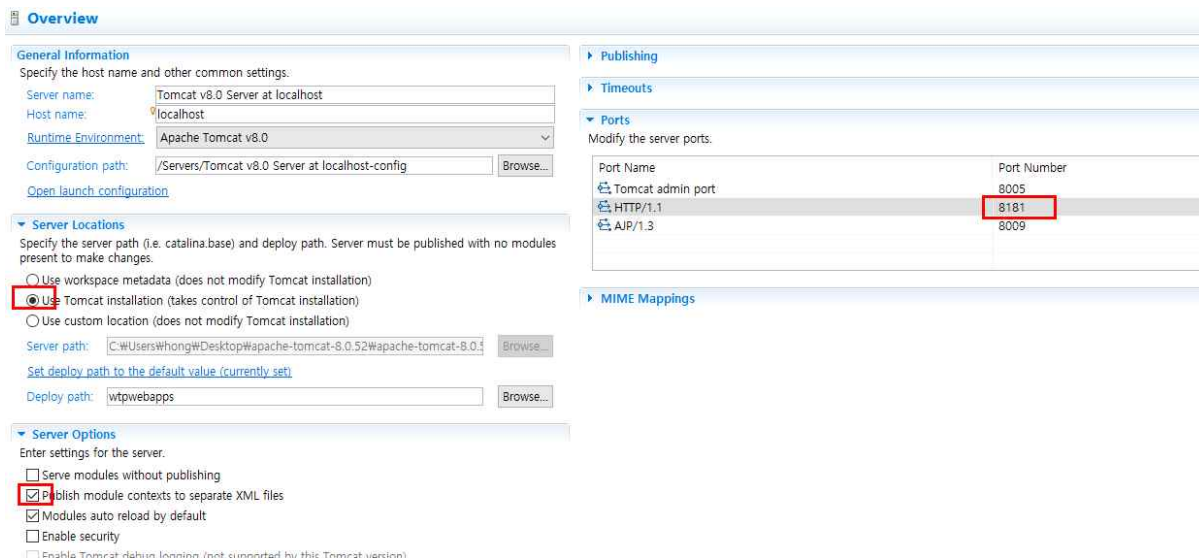 Overview
General Information
Specify the host name and other common settings.
Server name: Tomcat v8.0 Server at localhost
Host name: localhost
Runtime Environment: Apache Tomcat v8.0
Configuration path: /Servers/Tomcat v8.0 Server at localhost-config Browse...
Open launch configuration
Server Locations
Specify the server path (i.e. catalina.base) and deploy path. Server must be published with no modules
present to make changes.
Use workspace metadata (does not modify Tomcat installation)
Use Tomcat installation (takes control of Tomcat installation)
Use custom location (does not modify Tomcat installation)
Server path: C:₩Users₩hong₩Desktop₩apache-tomcat-8.0.52₩apache-tomcat-8.0.5 Browse...
Set deploy path to the default value (currently set)
Deploy path: wtpwebapps Browse...
Server Options
Enter settings for the server.
Serve modules without publishing
Publish module contexts to separate XML files
Modules auto reload by default
Enable security
Enable Tomcat debug logging (not supported by this Tomcat version)
Publishing
Timeouts
Ports
Modify the server ports.
Port Name Port Number
Tomcat admin port 8005
HTTP/1.1 8181
AJP/1.3 8009
MIME Mappings